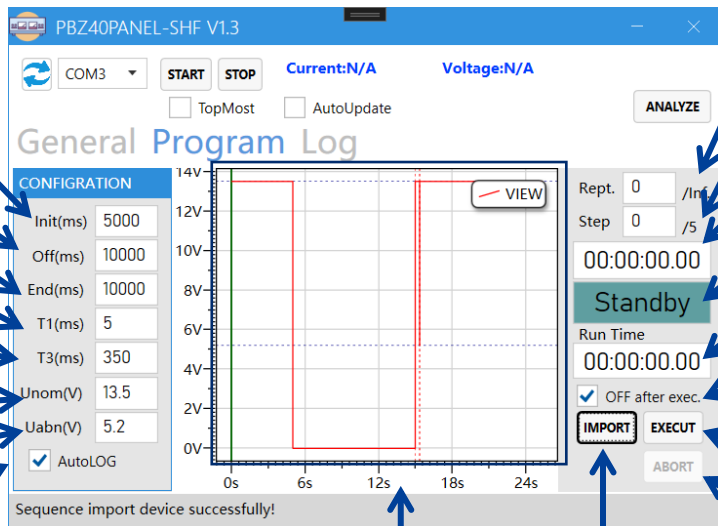 PBZ40PANEL-SHF V1.3
COM3 START STOP Current:N/A Voltage:N/A
TopMost AutoUpdate ANALYZE
General Program Log
CONFIGRATION
Init(ms) 5000
Off(ms) 10000
End(ms) 10000
T1(ms) 5
T3(ms) 350
Unom(V) 13.5
Uabn(V) 5.2
AutoLOG
14V
12V
10V
8V
6V
4V
2V
0V
0s 6s 12s 18s 24s
VIEW
Rept. 0 /Inf.
Step 0 /5
00:00:00.00
Standby
Run Time
00:00:00.00
OFF after exec.
IMPORT EXECUT
ABORT
Sequence import device successfully!